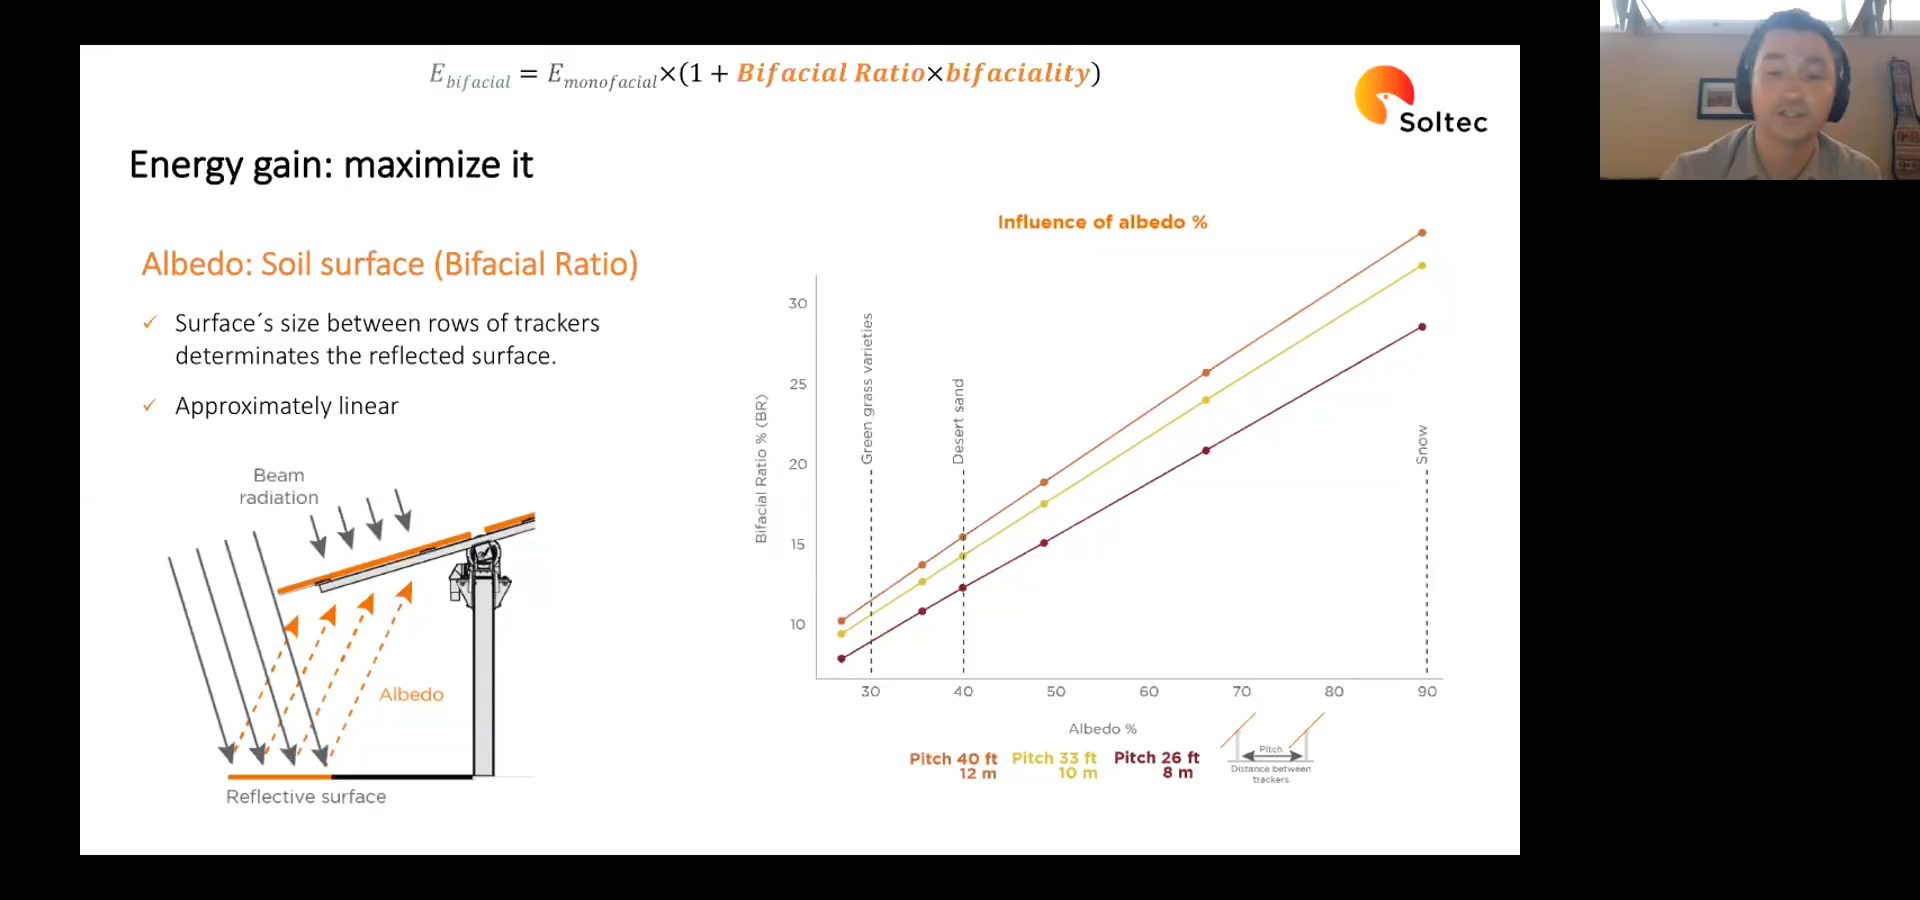 E_bifacial = E_monofacial×(1 + Bifacial Ratio×bifaciality)
Soltec
Energy gain: maximize it
Albedo: Soil surface (Bifacial Ratio)
✓ Surface´s size between rows of trackers
determinates the reflected surface.
✓ Approximately linear
Beam
radiation
Albedo
Reflective surface
Influence of albedo %
Bifacial Ratio % (BR)
30
25
20
15
10
Green grass varieties
Desert sand
Snow
30 40 50 60 70 80 90
Albedo %
Pitch 40 ft Pitch 33 ft Pitch 26 ft
12 m 10 m 8 m
Pitch
Distance between
trackers